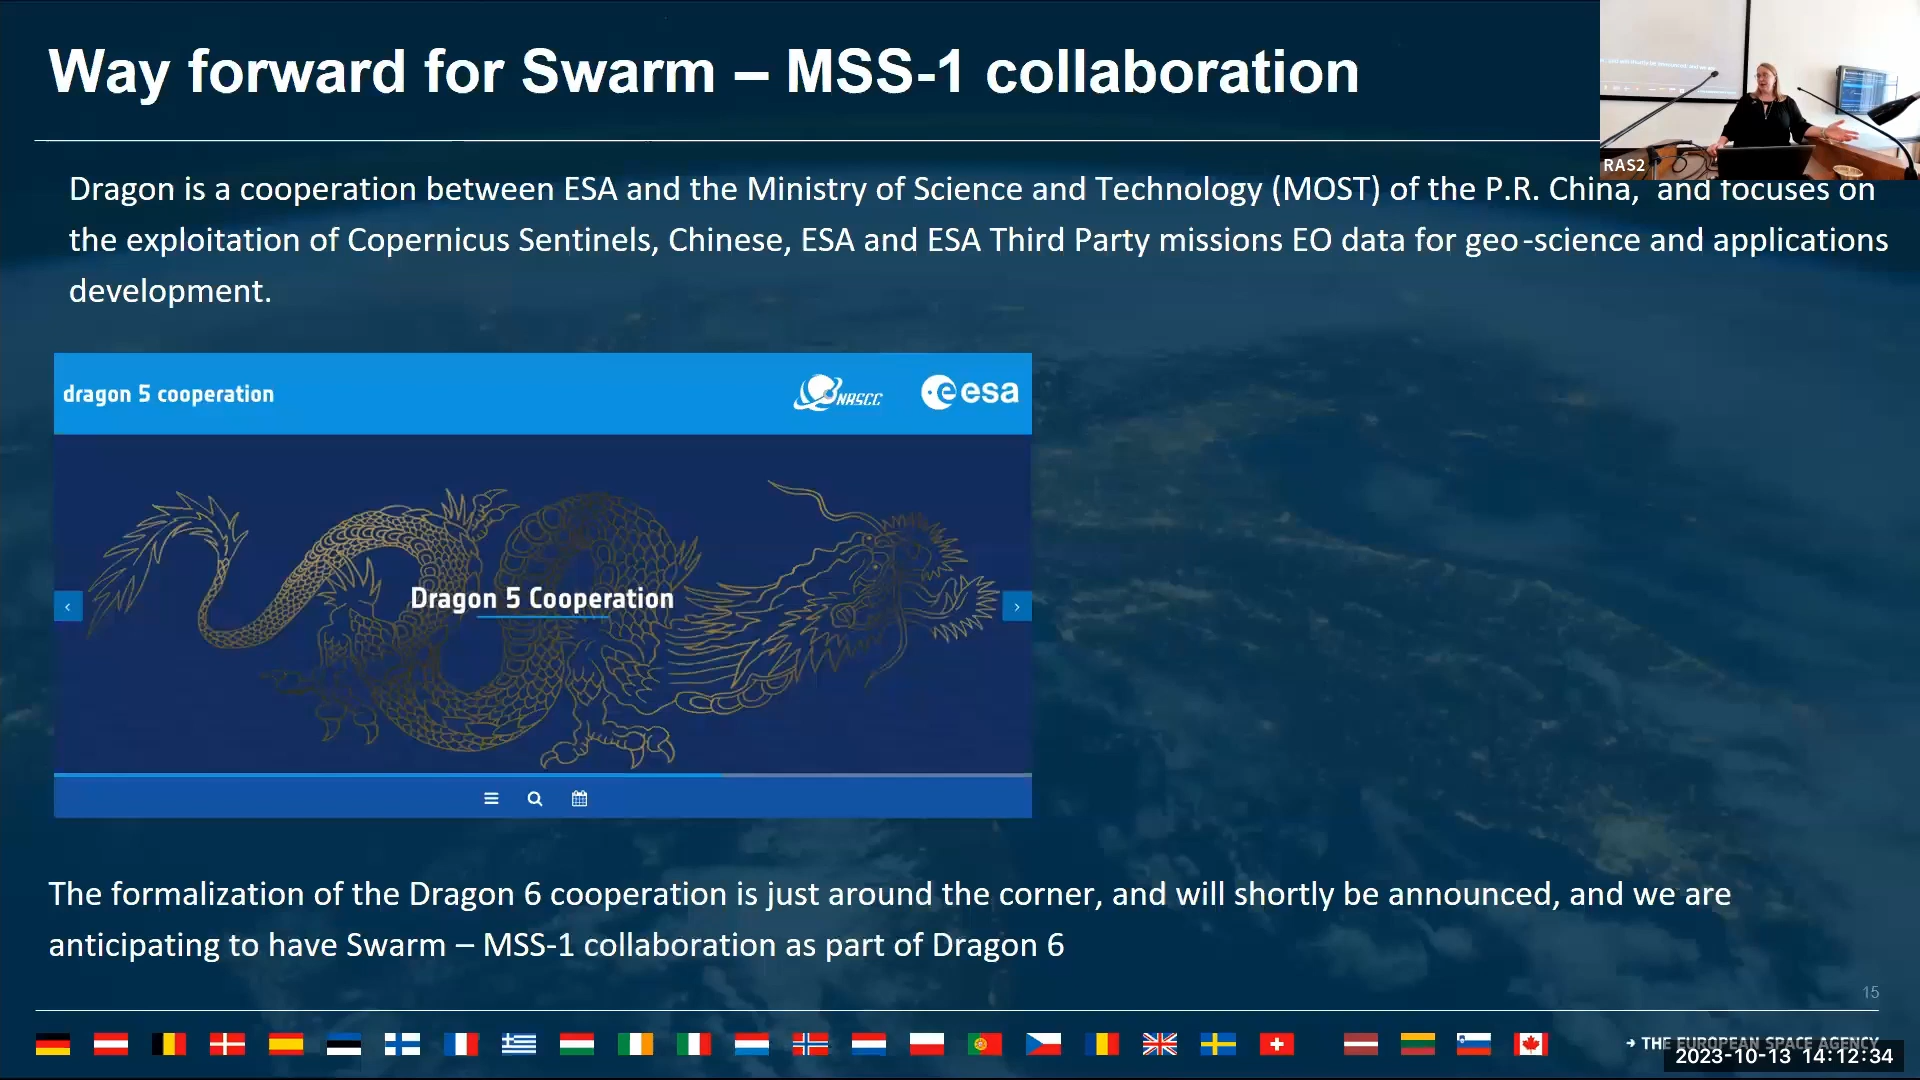 Way forward for Swarm – MSS-1 collaboration
RAS2
Dragon is a cooperation between ESA and the Ministry of Science and Technology (MOST) of the P.R. China, and focuses on
the exploitation of Copernicus Sentinels, Chinese, ESA and ESA Third Party missions EO data for geo-science and applications
development.
dragon 5 cooperation
NRSCC
esa
Dragon 5 Cooperation
The formalization of the Dragon 6 cooperation is just around the corner, and will shortly be announced, and we are
anticipating to have Swarm – MSS-1 collaboration as part of Dragon 6
15
→ THE EUROPEAN SPACE AGENCY
2023-10-13 14:12:34